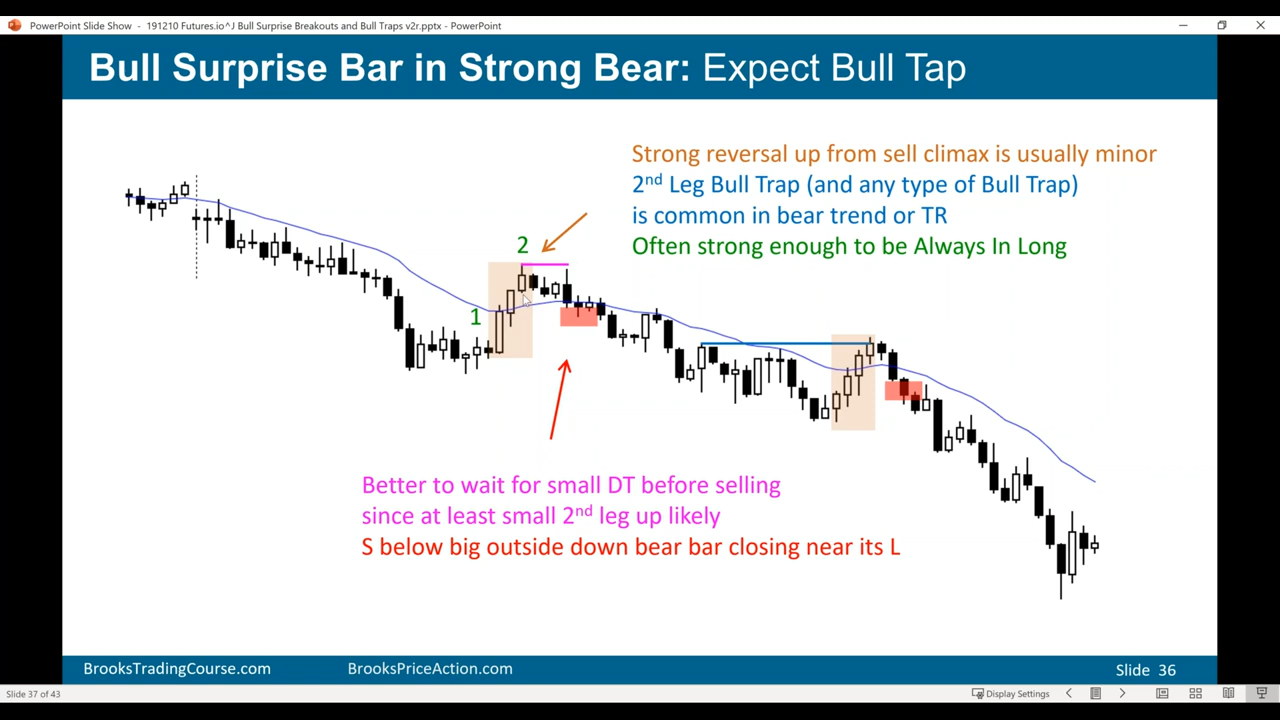 PowerPoint Slide Show - 191210 Futures.io^J Bull Surprise Breakouts and Bull Traps v2r.pptx - PowerPoint
Bull Surprise Bar in Strong Bear: Expect Bull Tap
Strong reversal up from sell climax is usually minor
2nd Leg Bull Trap (and any type of Bull Trap)
is common in bear trend or TR
Often strong enough to be Always In Long
2
1
Better to wait for small DT before selling
since at least small 2nd leg up likely
S below big outside down bear bar closing near its L
BrooksTradingCourse.com
BrooksPriceAction.com
Slide 36
Slide 37 of 43
Display Settings